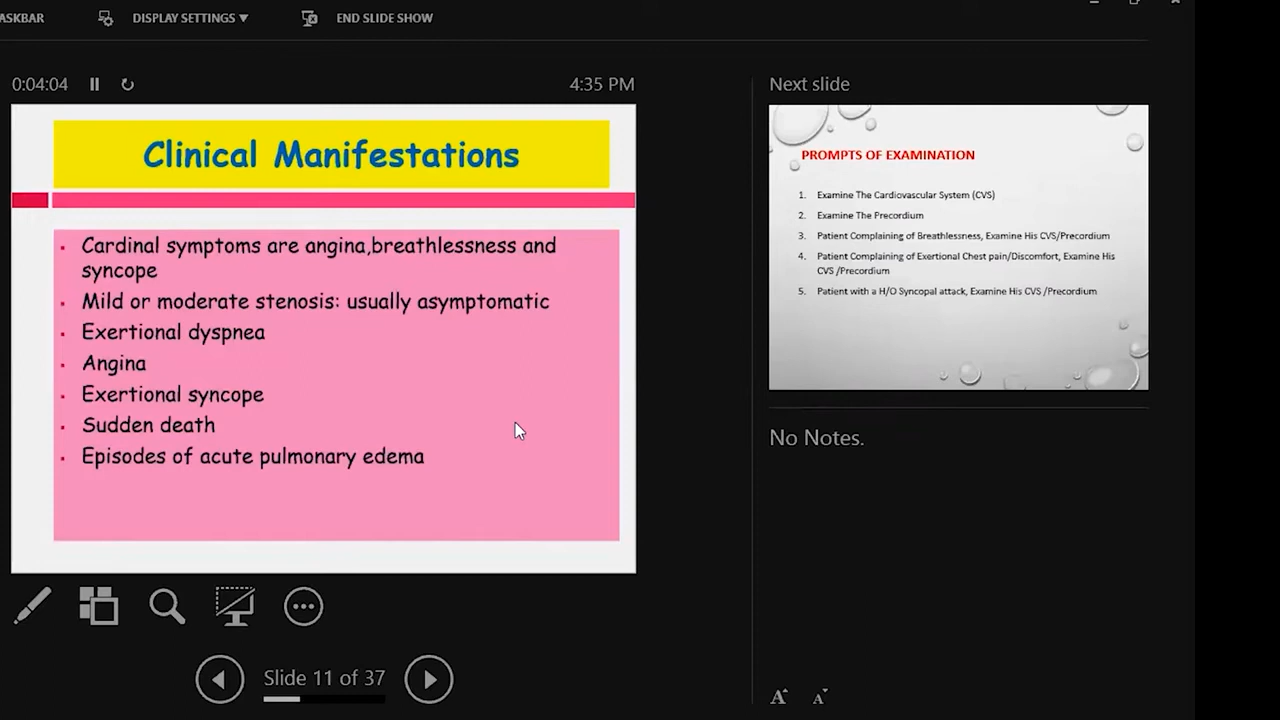 ASKBAR
DISPLAY SETTINGS ▾
END SLIDE SHOW
0:04:04
4:35 PM
Clinical Manifestations
Cardinal symptoms are angina,breathlessness and
syncope
Mild or moderate stenosis: usually asymptomatic
Exertional dyspnea
Angina
Exertional syncope
Sudden death
Episodes of acute pulmonary edema
Slide 11 of 37
Next slide
PROMPTS OF EXAMINATION
1. Examine The Cardiovascular System (CVS)
2. Examine The Precordium
3. Patient Complaining of Breathlessness, Examine His CVS/Precordium
4. Patient Complaining of Exertional Chest pain/Discomfort, Examine His
CVS /Precordium
5. Patient with a H/O Syncopal attack, Examine His CVS /Precordium
No Notes.
A A